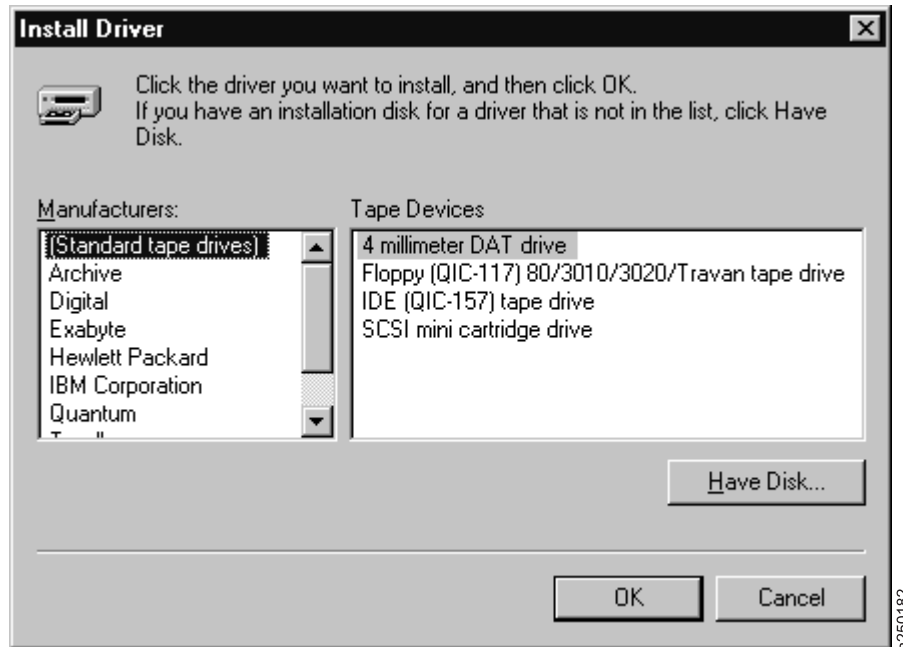 Install Driver
Click the driver you want to install, and then click OK.
If you have an installation disk for a driver that is not in the list, click Have
Disk.
Manufacturers:
(Standard tape drives)
Archive
Digital
Exabyte
Hewlett Packard
IBM Corporation
Quantum
Tape Devices
4 millimeter DAT drive
Floppy (QIC-117) 80/3010/3020/Travan tape drive
IDE (QIC-157) tape drive
SCSI mini cartridge drive
Have Disk...
OK
Cancel